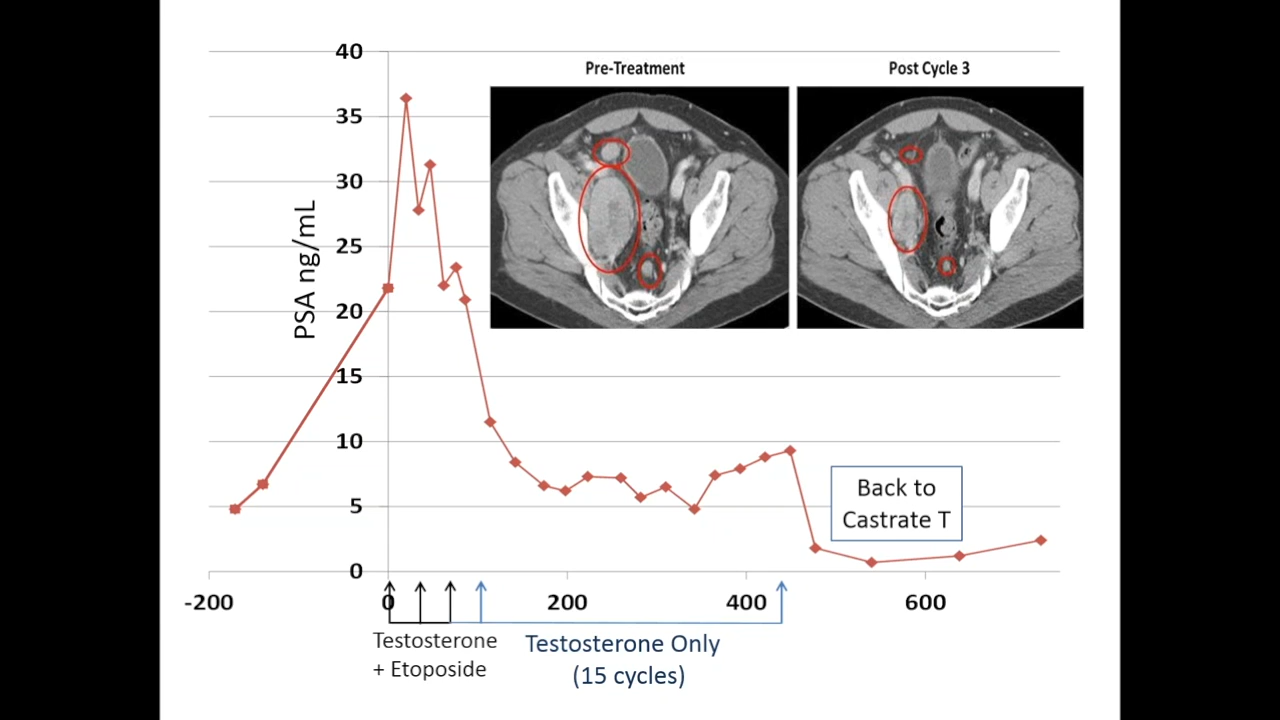 40
35
30
25
20
15
10
5
0
PSA ng/mL
Pre-Treatment
Post Cycle 3
Back to
Castrate T
-200
0
200
400
600
Testosterone
+ Etoposide
Testosterone Only
(15 cycles)